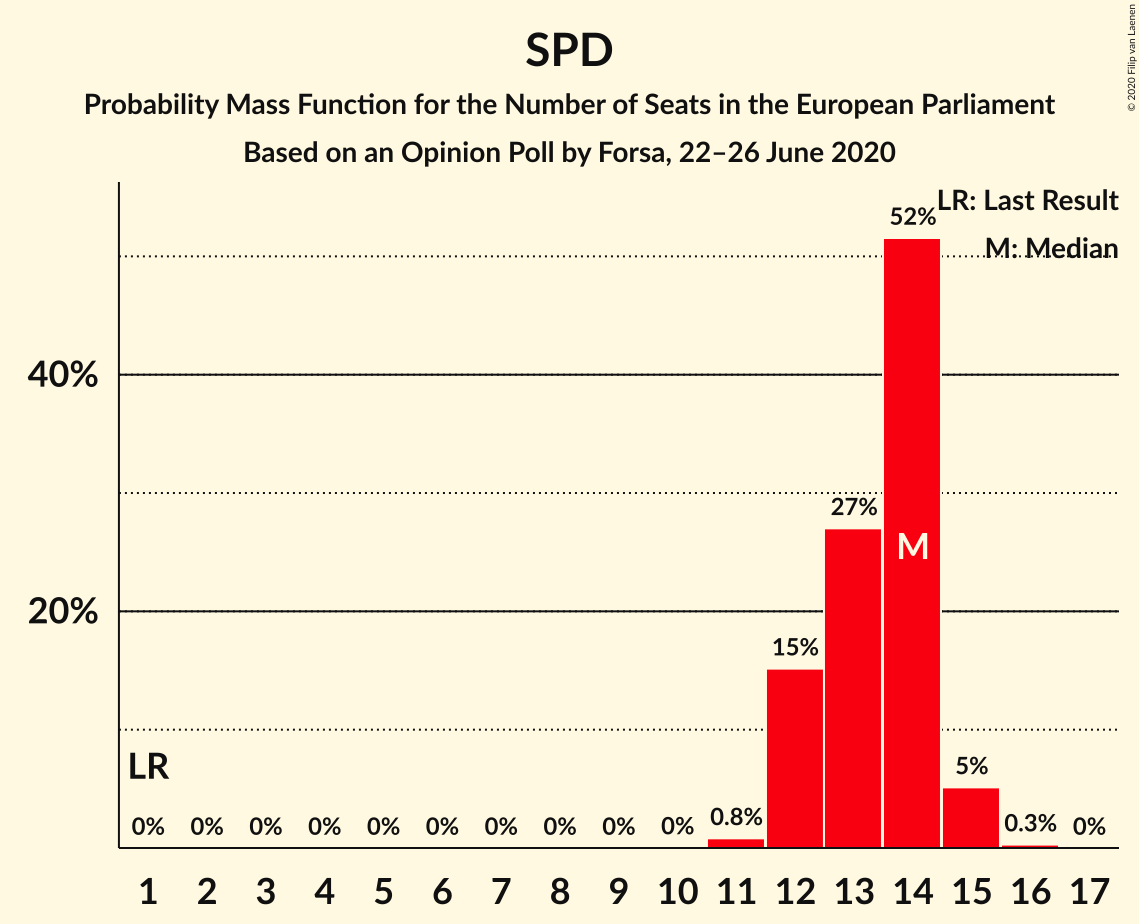 SPD
Probability Mass Function for the Number of Seats in the European Parliament
Based on an Opinion Poll by Forsa, 22–26 June 2020
© 2020 Filip van Laenen
LR: Last Result
M: Median
52%
40%
27%
M
20%
15%
LR
5%
0% 0% 0% 0% 0% 0% 0% 0% 0% 0% 0.8% 0.3% 0%
1 2 3 4 5 6 7 8 9 10 11 12 13 14 15 16 17